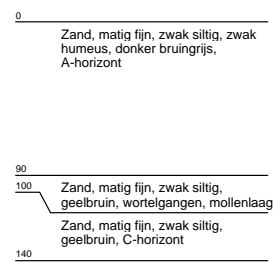 0
Zand, matig fijn, zwak siltig, zwak
humeus, donker bruingrijs,
A-horizont
90
100
Zand, matig fijn, zwak siltig,
geelbruin, wortelgangen, mollenlaag
Zand, matig fijn, zwak siltig,
geelbruin, C-horizont
140